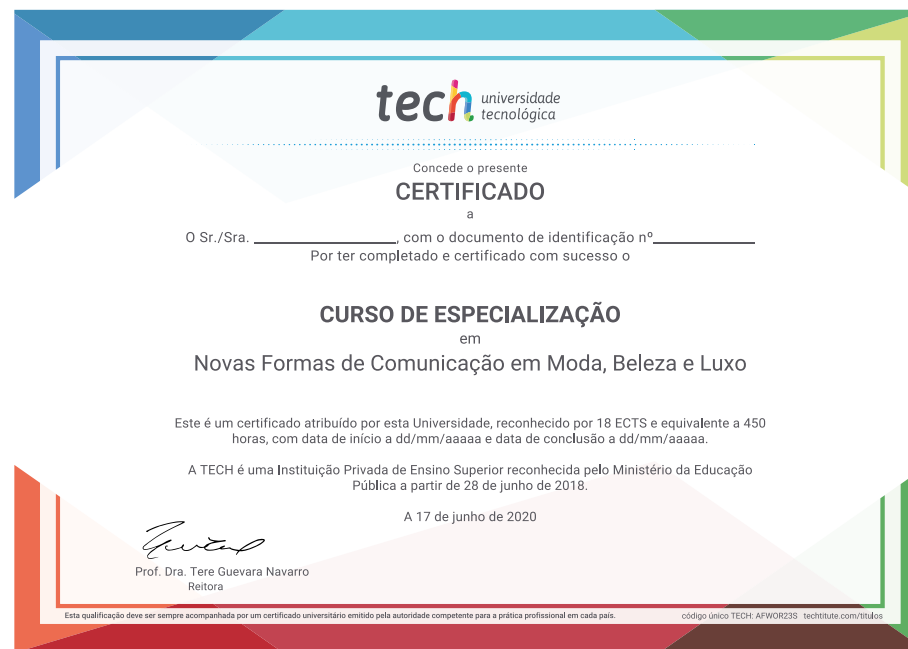 tech universidade
tecnológica
Concede o presente
CERTIFICADO
a
O Sr./Sra. ____________________, com o documento de identificação nº______________
Por ter completado e certificado com sucesso o
CURSO DE ESPECIALIZAÇÃO
em
Novas Formas de Comunicação em Moda, Beleza e Luxo
Este é um certificado atribuído por esta Universidade, reconhecido por 18 ECTS e equivalente a 450
horas, com data de início a dd/mm/aaaaa e data de conclusão a dd/mm/aaaaa.
A TECH é uma Instituição Privada de Ensino Superior reconhecida pelo Ministério da Educação
Pública a partir de 28 de junho de 2018.
A 17 de junho de 2020
Prof. Dra. Tere Guevara Navarro
Reitora
Esta qualificação deve ser sempre acompanhada por um certificado universitário emitido pela autoridade competente para a prática profissional em cada país. código único TECH: AFWOR23S techtitute.com/titulos